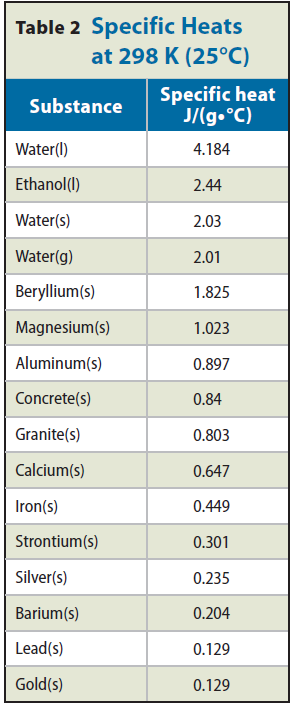 Table 2 Specific Heats
at 298 K (25°C)
Substance Specific heat
J/(g•°C)
Water(l) 4.184
Ethanol(l) 2.44
Water(s) 2.03
Water(g) 2.01
Beryllium(s) 1.825
Magnesium(s) 1.023
Aluminum(s) 0.897
Concrete(s) 0.84
Granite(s) 0.803
Calcium(s) 0.647
Iron(s) 0.449
Strontium(s) 0.301
Silver(s) 0.235
Barium(s) 0.204
Lead(s) 0.129
Gold(s) 0.129